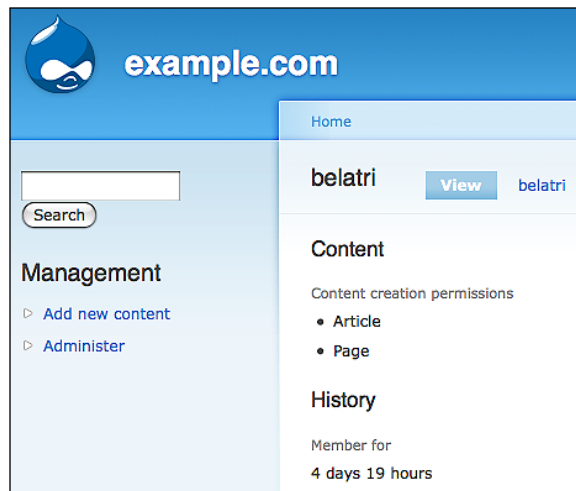 example.com
Home
Search
Management
Add new content
Administer
belatri
View belatri
Content
Content creation permissions
Article
Page
History
Member for
4 days 19 hours